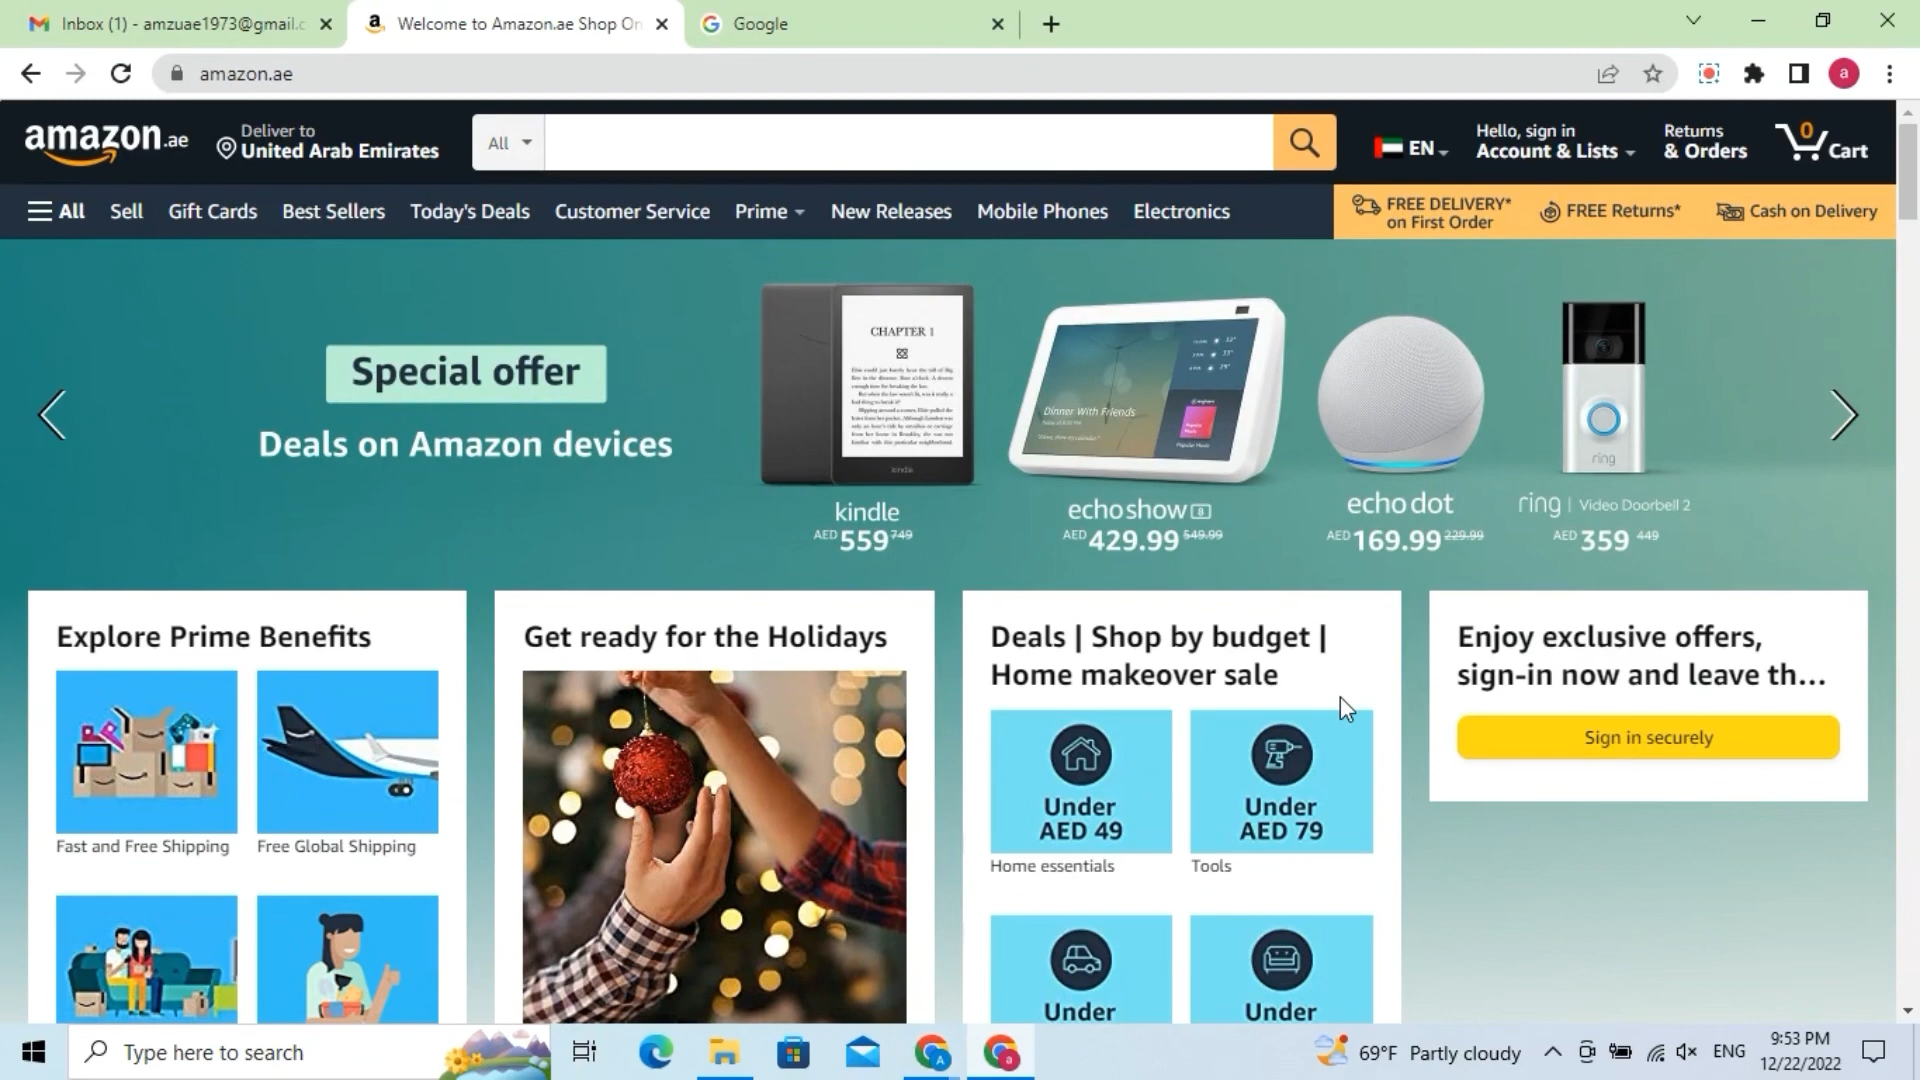 Inbox (1) - amzuae1973@gmail.c
Welcome to Amazon.ae Shop On
Google
amazon.ae
a
amazon.ae
Deliver to
United Arab Emirates
All
EN
Hello, sign in
Account & Lists
Returns
& Orders
0
Cart
All
Sell
Gift Cards
Best Sellers
Today's Deals
Customer Service
Prime
New Releases
Mobile Phones
Electronics
FREE DELIVERY*
on First Order
FREE Returns*
Cash on Delivery
Special offer
Deals on Amazon devices
CHAPTER 1
kindle
Dinner With Friends
ring
kindle
AED 559 749
echo show 8
AED 429.99 549.99
echo dot
AED 169.99 229.99
ring | Video Doorbell 2
AED 359 449
Explore Prime Benefits
Fast and Free Shipping
Free Global Shipping
Get ready for the Holidays
Deals | Shop by budget |
Home makeover sale
Under
AED 49
Home essentials
Under
AED 79
Tools
Under
Under
Enjoy exclusive offers,
sign-in now and leave th...
Sign in securely
Type here to search
A
a
69°F Partly cloudy
ENG
9:53 PM
12/22/2022